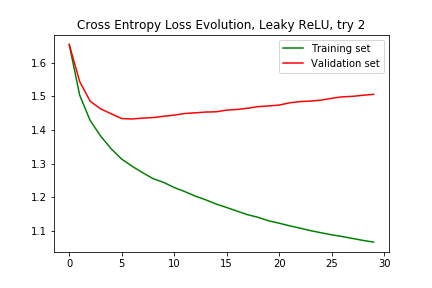 Cross Entropy Loss Evolution, Leaky ReLU, try 2
Training set
Validation set
1.6
1.5
1.4
1.3
1.2
1.1
0 5 10 15 20 25 30